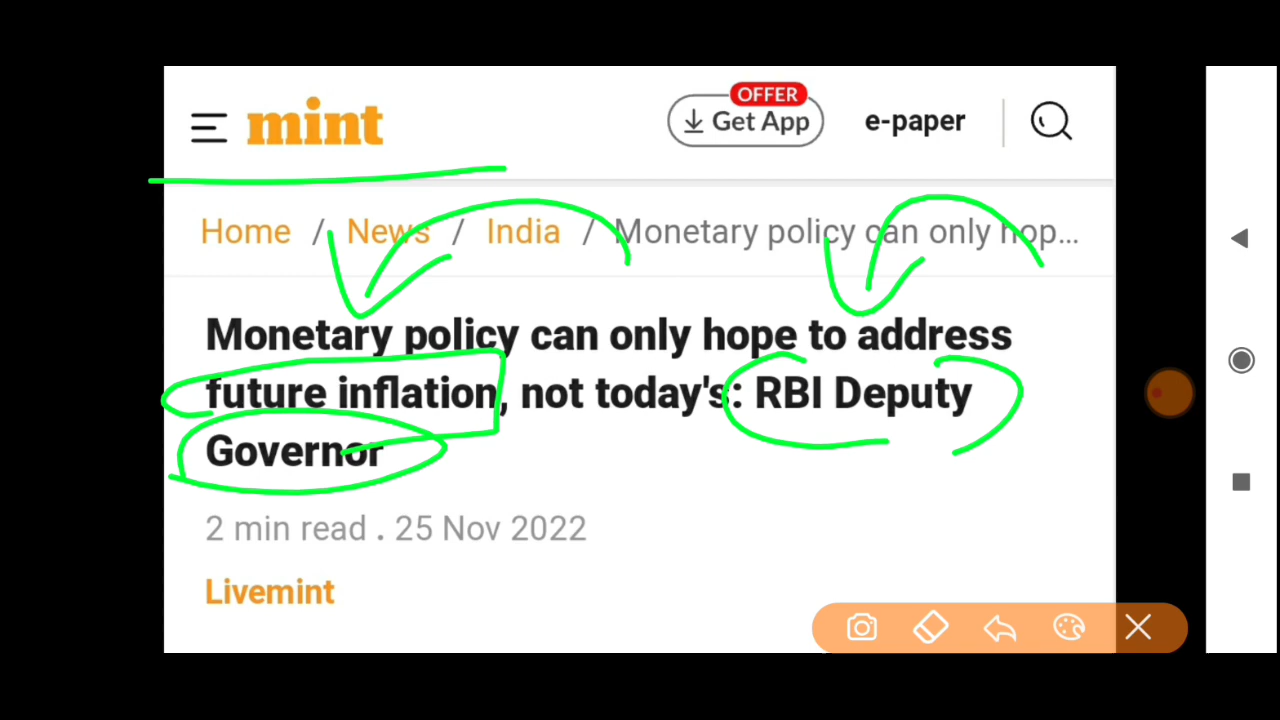 OFFER
mint Get App e-paper
Home / News / India / Monetary policy can only hop...
Monetary policy can only hope to address
future inflation, not today's: RBI Deputy
Governor
2 min read . 25 Nov 2022
Livemint